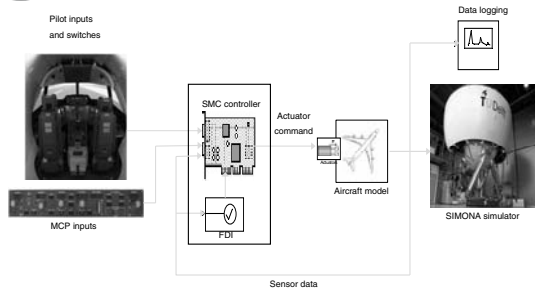 Pilot inputs
and switches
Data logging
SMC controller
Actuator
command
Actuator
Aircraft model
SIMONA simulator
MCP inputs
FDI
Sensor data